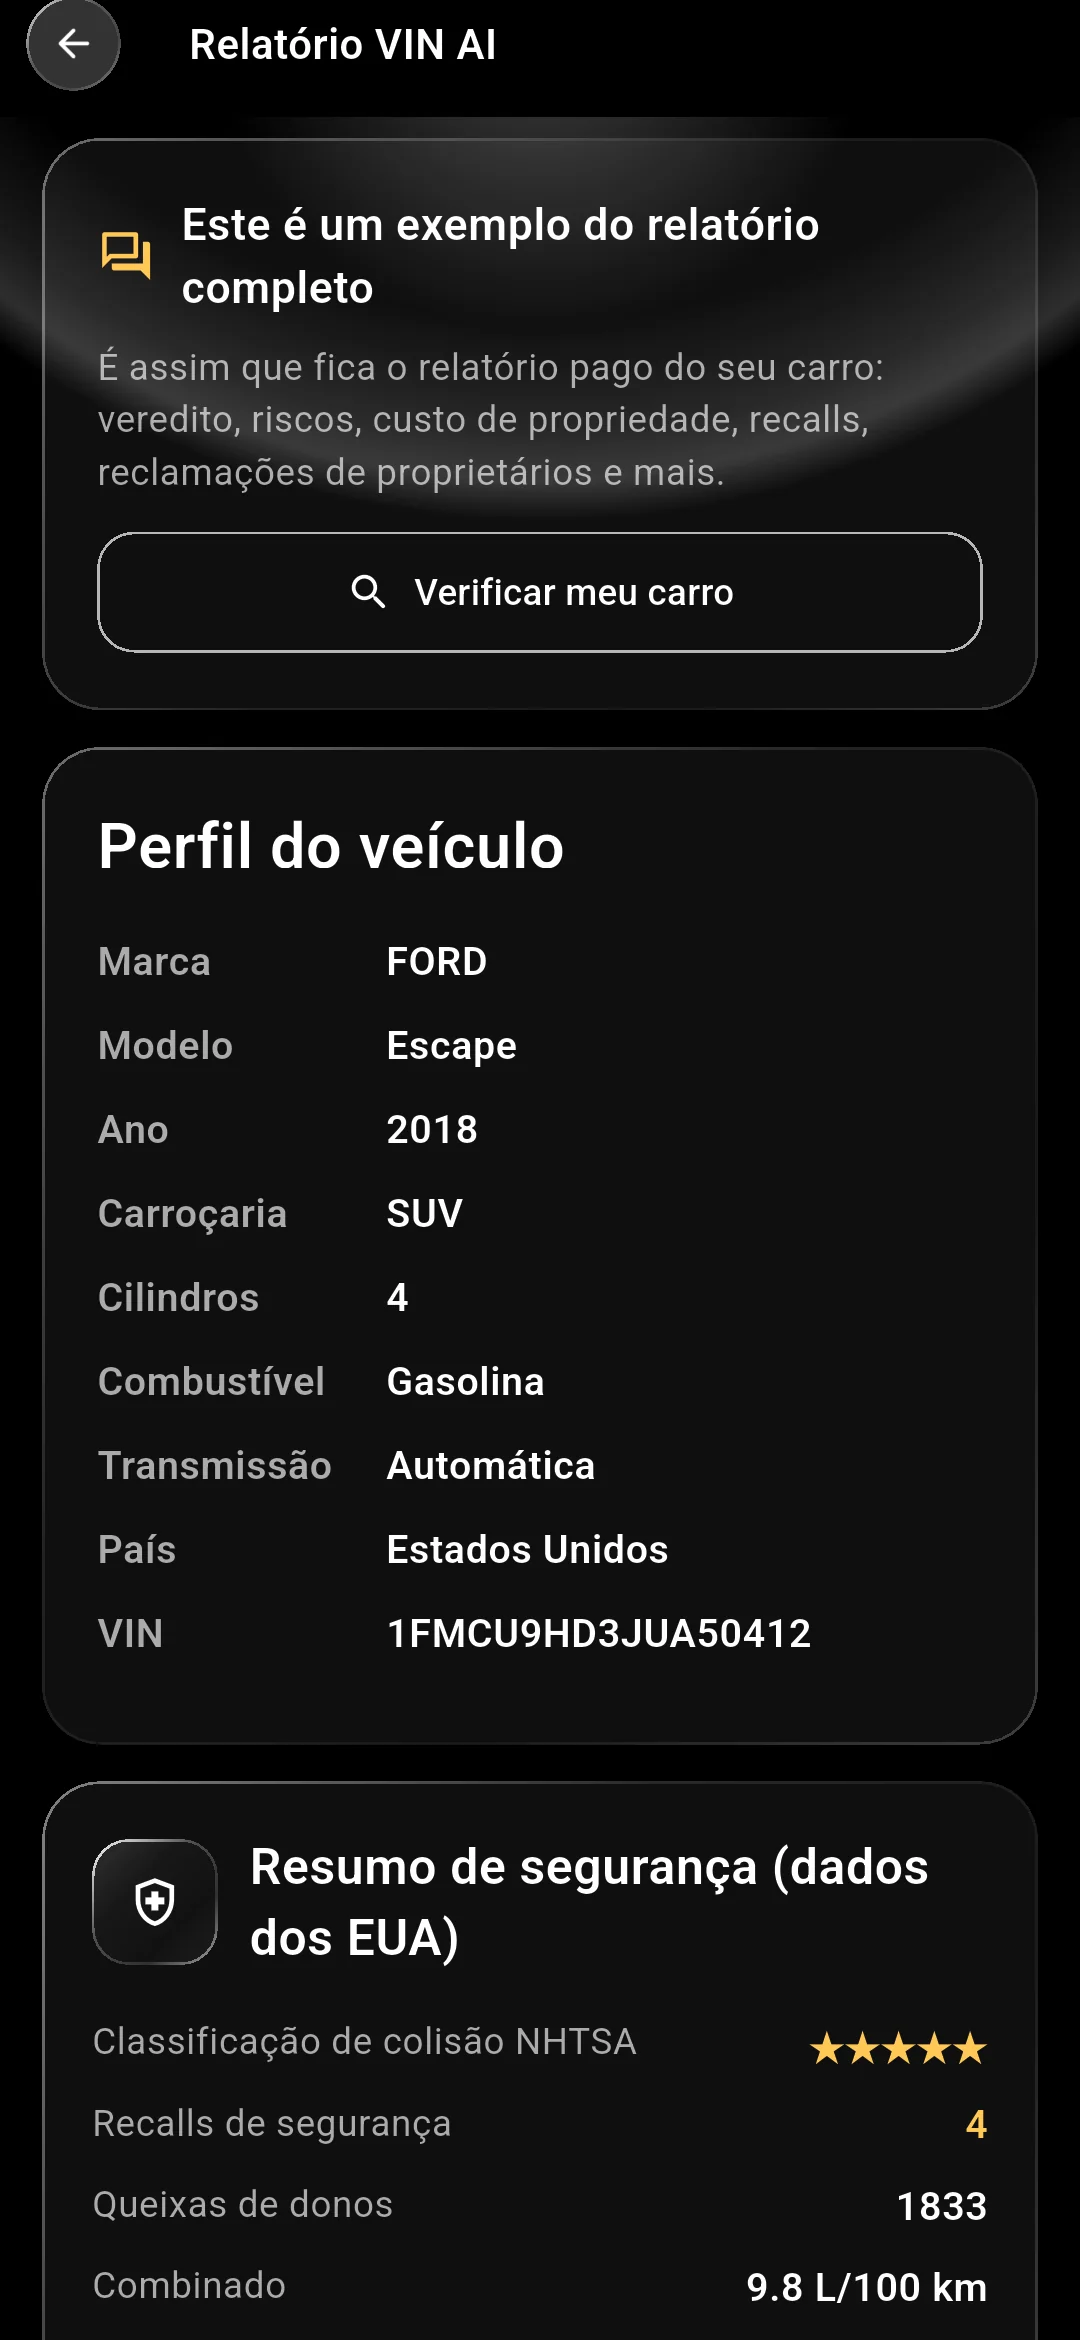 Relatório VIN AI
Este é um exemplo do relatório
completo
É assim que fica o relatório pago do seu carro:
veredito, riscos, custo de propriedade, recalls,
reclamações de proprietários e mais.
Verificar meu carro
Perfil do veículo
Marca FORD
Modelo Escape
Ano 2018
Carroçaria SUV
Cilindros 4
Combustível Gasolina
Transmissão Automática
País Estados Unidos
VIN 1FMCU9HD3JUA50412
Resumo de segurança (dados
dos EUA)
Classificação de colisão NHTSA ★★★★★
Recalls de segurança 4
Queixas de donos 1833
Combinado 9.8 L/100 km